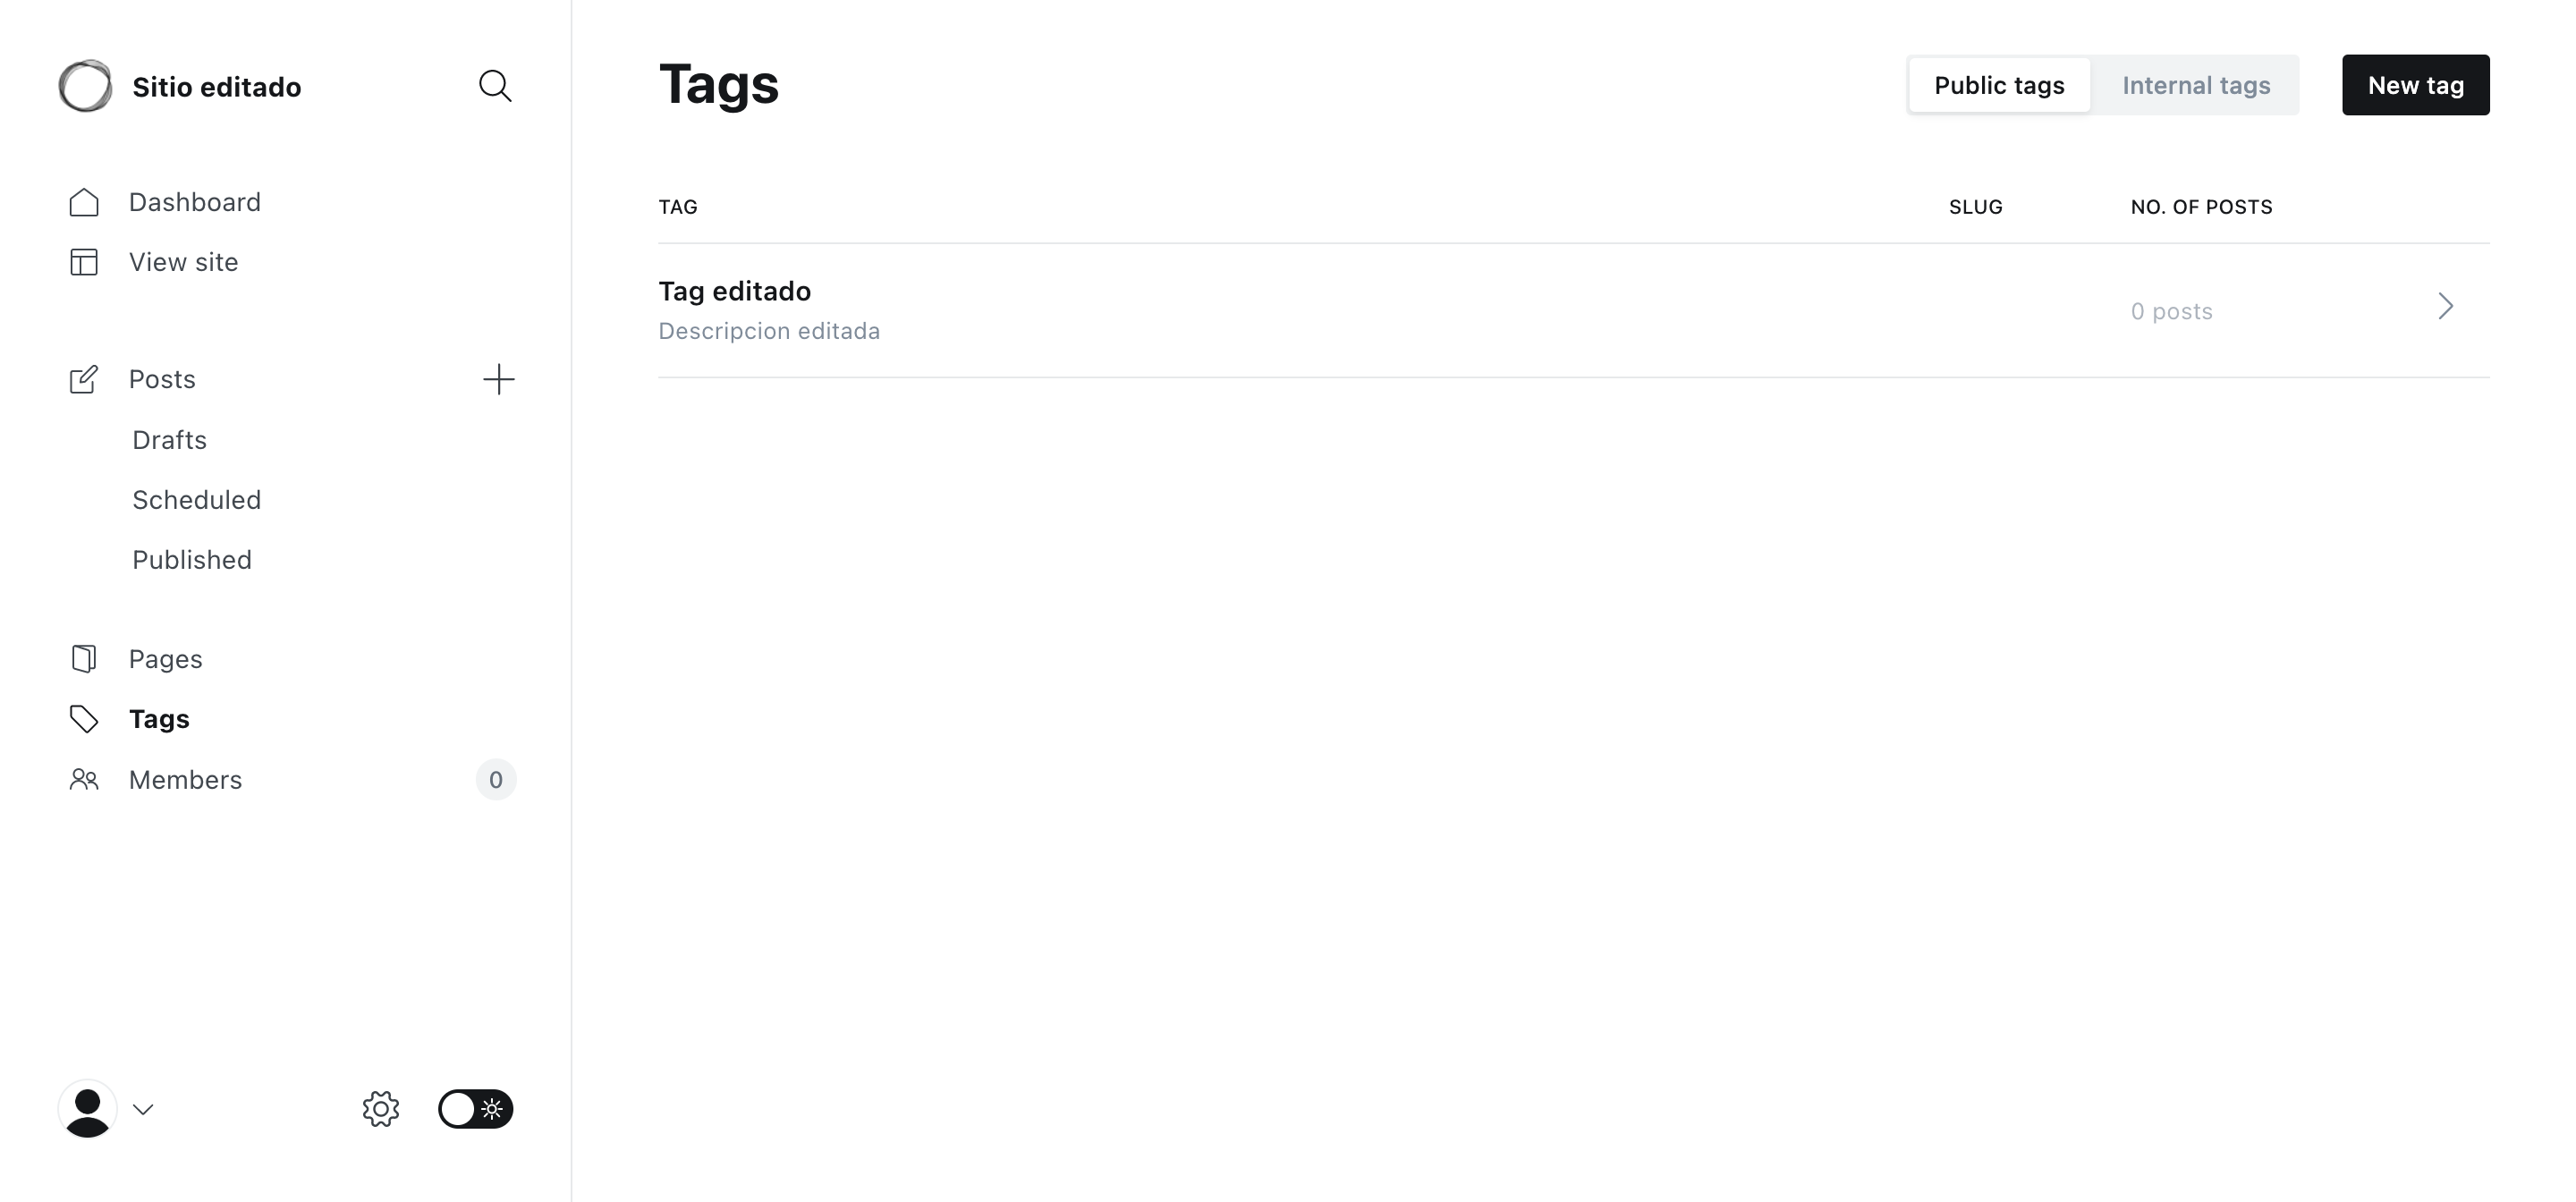 Sitio editado
Dashboard
View site
Posts
Drafts
Scheduled
Published
Pages
Tags
Members
0
Tags
Public tags
Internal tags
New tag
TAG
SLUG
NO. OF POSTS
Tag editado
Descripcion editada
0 posts